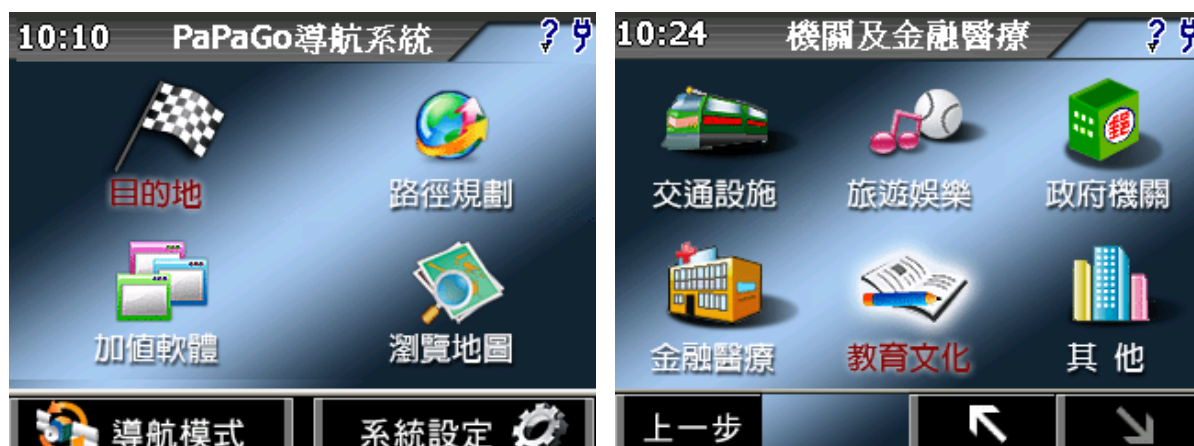 10:10 PaPaGo導航系統
目的地 路徑規劃
加值軟體 瀏覽地圖
導航模式 系統設定
10:24 機關及金融醫療
交通設施 旅遊娛樂 郵 政府機關
金融醫療 教育文化 其他
上一步